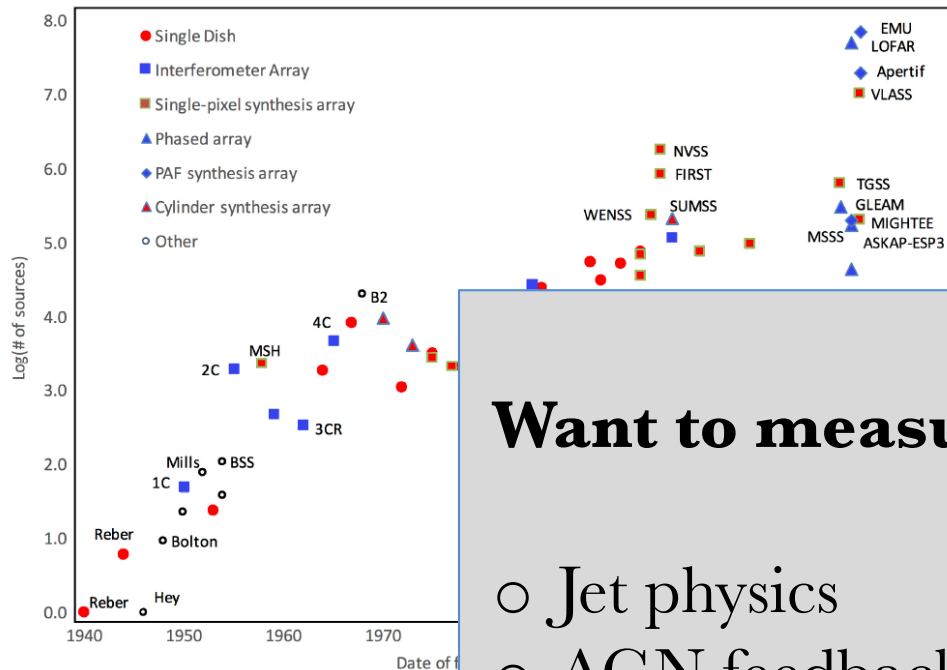 8.0
7.0
6.0
5.0
4.0
3.0
2.0
1.0
0.0
Log(# of sources)
1940
1950
1960
1970
Date of f
Single Dish
Interferometer Array
Single-pixel synthesis array
Phased array
PAF synthesis array
Cylinder synthesis array
Other
EMU
LOFAR
Apertif
VLASS
NVSS
FIRST
TGSS
WENSS
SUMSS
GLEAM
MIGHTEE
MSSS
ASKAP-ESP3
B2
4C
MSH
2C
3CR
Mills
BSS
1C
Reber
Bolton
Reber
Hey
Want to measu
Jet physics
AGN feedback